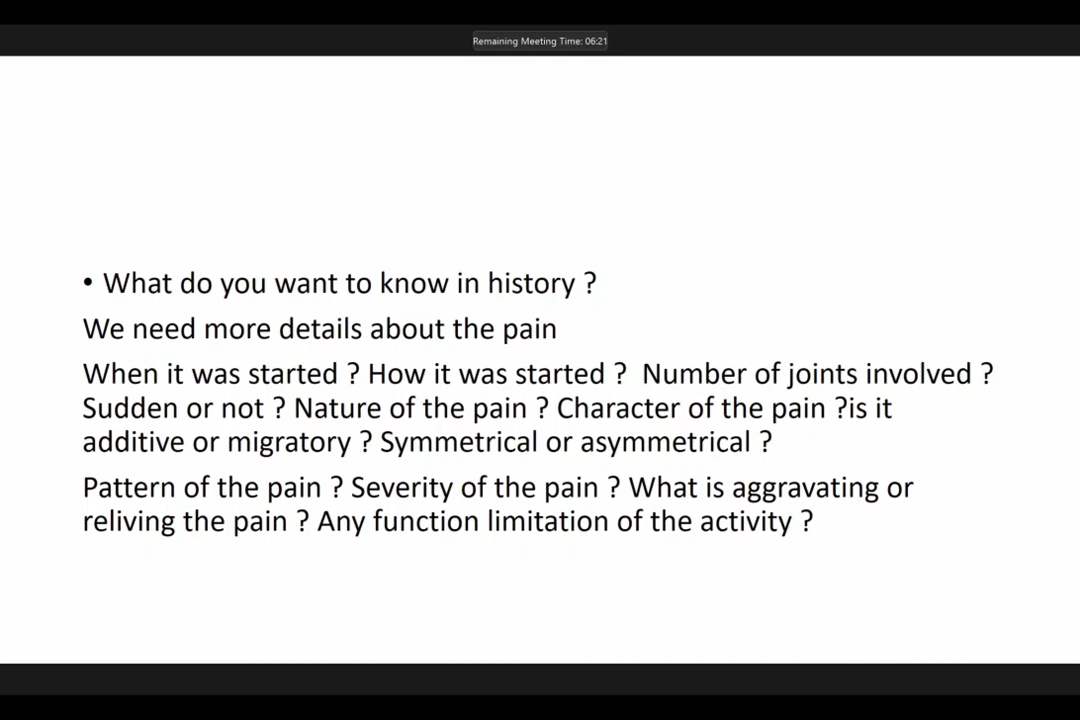 Remaining Meeting Time: 06:21
• What do you want to know in history ?
We need more details about the pain
When it was started ? How it was started ?  Number of joints involved ?
Sudden or not ? Nature of the pain ? Character of the pain ?is it
additive or migratory ? Symmetrical or asymmetrical ?
Pattern of the pain ? Severity of the pain ? What is aggravating or
reliving the pain ? Any function limitation of the activity ?